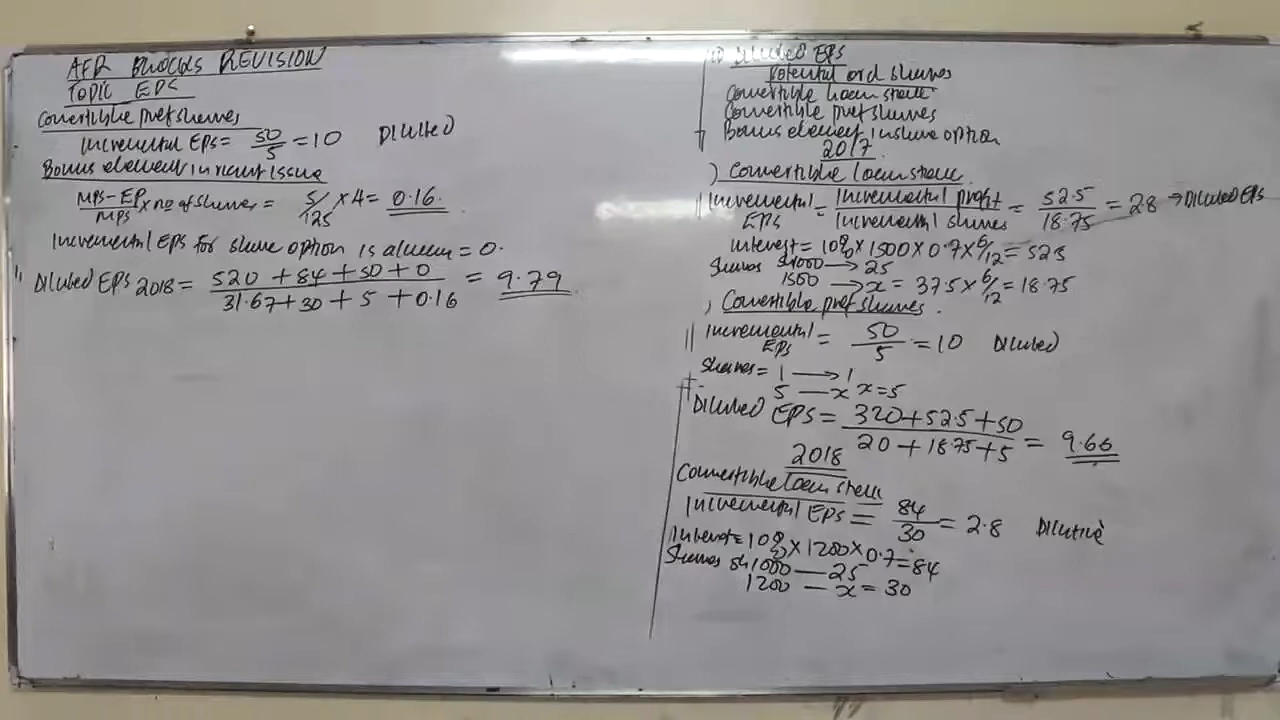 AFR BLOCKS REVISION
TOPIC EPS
Convertible pref shares
Incremental EPS = 50/5 = 10 Diluted
Bonus element in right issue
MPS-EP/MPS × no of shares = 5/125 × 4 = 0.16.
Incremental EPS for share option is always = 0.
Diluted EPS 2018 = 520 + 84 + 50 + 0 / 31.67 + 30 + 5 + 0.16 = 9.79
Diluted EPS
Potential ord shares
Convertible loan stock
Convertible pref shares
Bonus element in share option
2017
) Convertible loan stock
Incremental EPS = Incremental profit / Incremental shares = 52.5/18.75 = 28 → Diluted EPS
Interest = 10% × 1500 × 0.7 × 6/12 = 52.5
Shares Sh1000 → 25
1500 → x = 37.5 × 6/12 = 18.75
, Convertible pref shares.
Incremental EPS = 50/5 = 10 Diluted
Shares = 1 → 1
5 — x x = 5
Diluted EPS = 320 + 52.5 + 50 / 20 + 18.75 + 5 = 9.66
2018
Convertible loan stock
Incremental EPS = 84/30 = 2.8 Dilutive
Interest = 10% × 1200 × 0.7 = 84
Shares Sh1000 — 25
1200 — x = 30